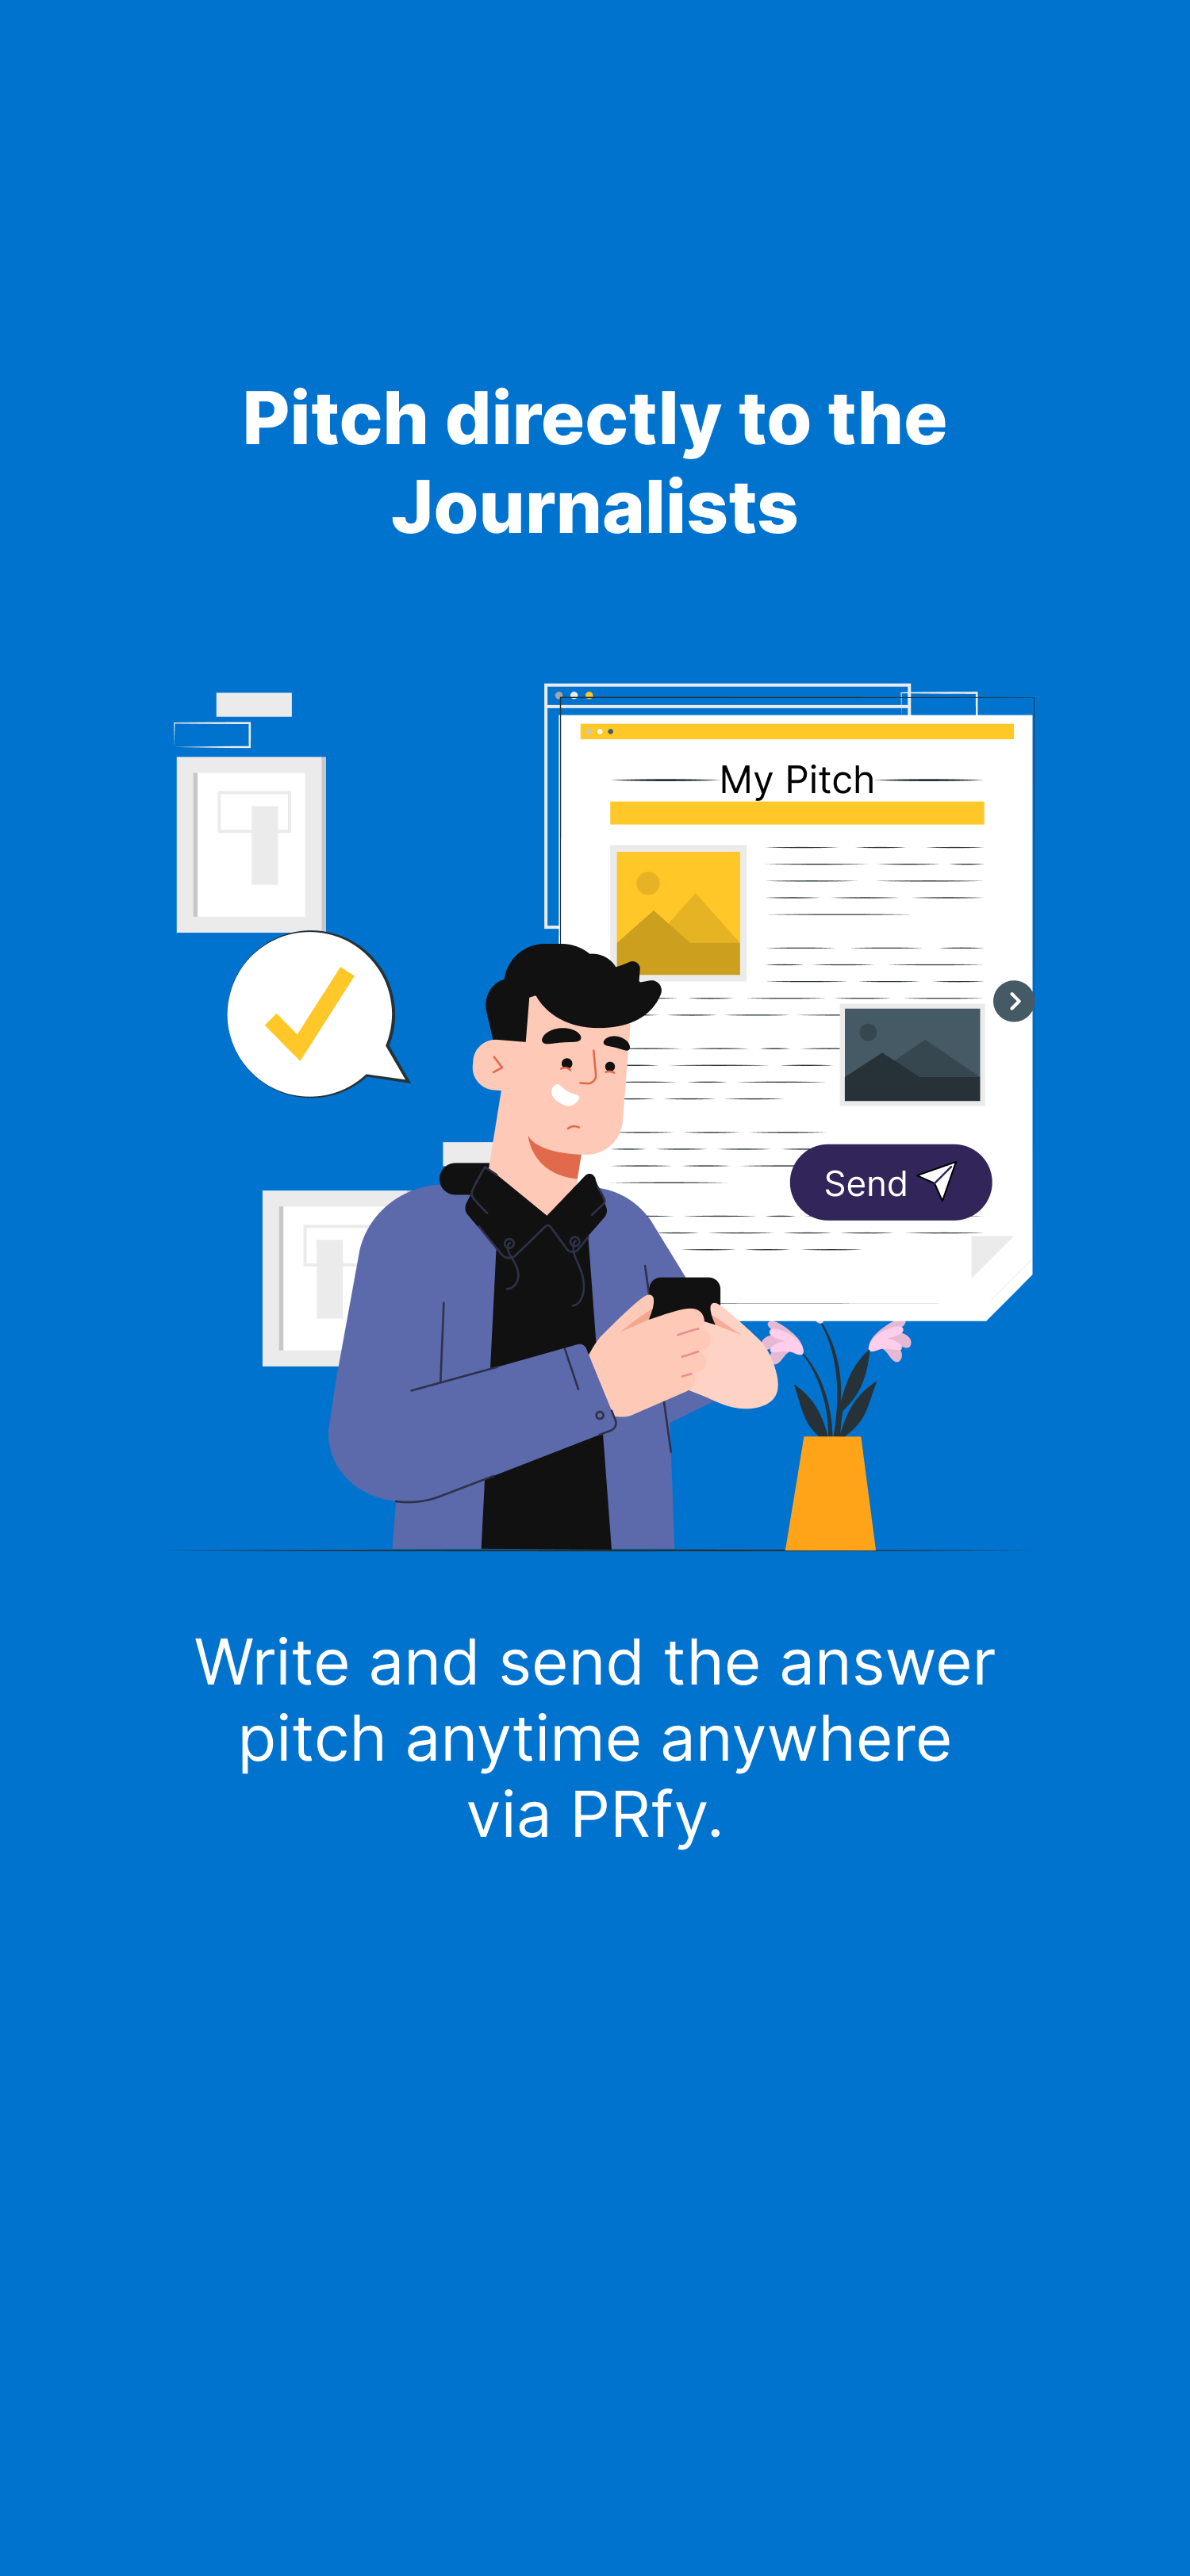 Pitch directly to the
Journalists
My Pitch
Send
Write and send the answer
pitch anytime anywhere
via PRfy.